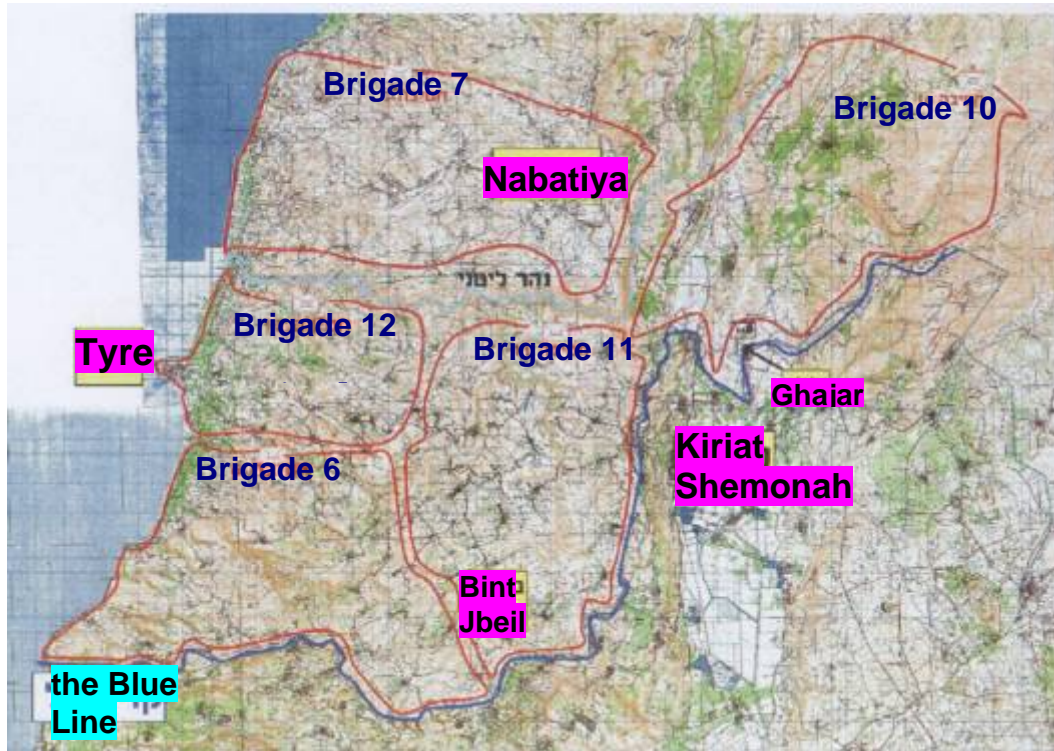 Brigade 7
Brigade 10
Nabatiya
נהר ליטני
Brigade 12
Brigade 11
Tyre
Ghajar
Kiriat
Shemonah
Brigade 6
Bint
Jbeil
the Blue
Line